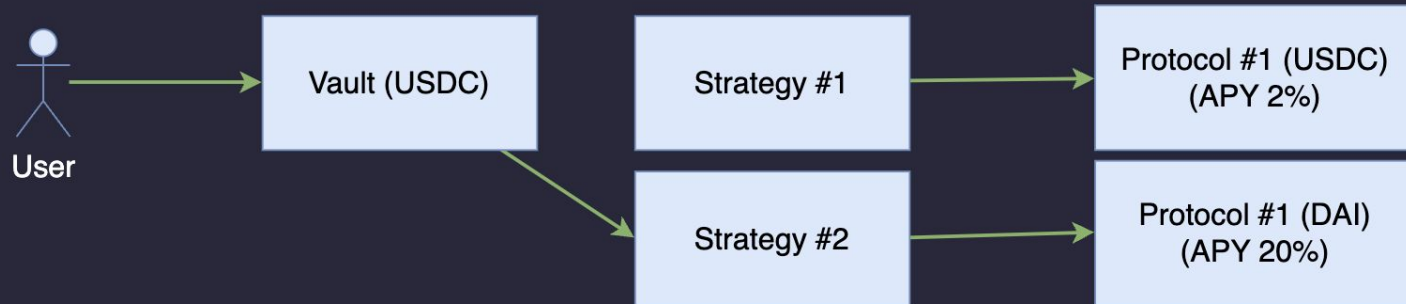 User
Vault (USDC)
Strategy #1
Protocol #1 (USDC)
(APY 2%)
Strategy #2
Protocol #1 (DAI)
(APY 20%)